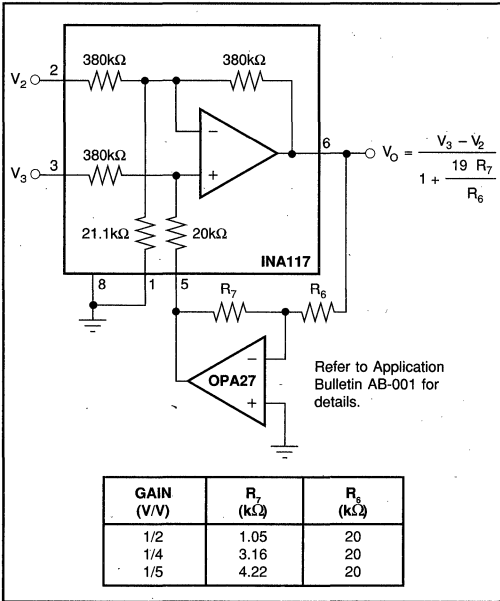 380kΩ
380kΩ
V2
2
6
VO = V3 – V2
1 + 19 R7
R6
3
380kΩ
V3
–
+
21.1kΩ
20kΩ
INA117
8
1
5
R7
R6
–
OPA27
+
Refer to Application
Bulletin AB-001 for
details.
GAIN
(V/V)
R7
(kΩ)
R6
(kΩ)
1/2
1.05
20
1/4
3.16
20
1/5
4.22
20